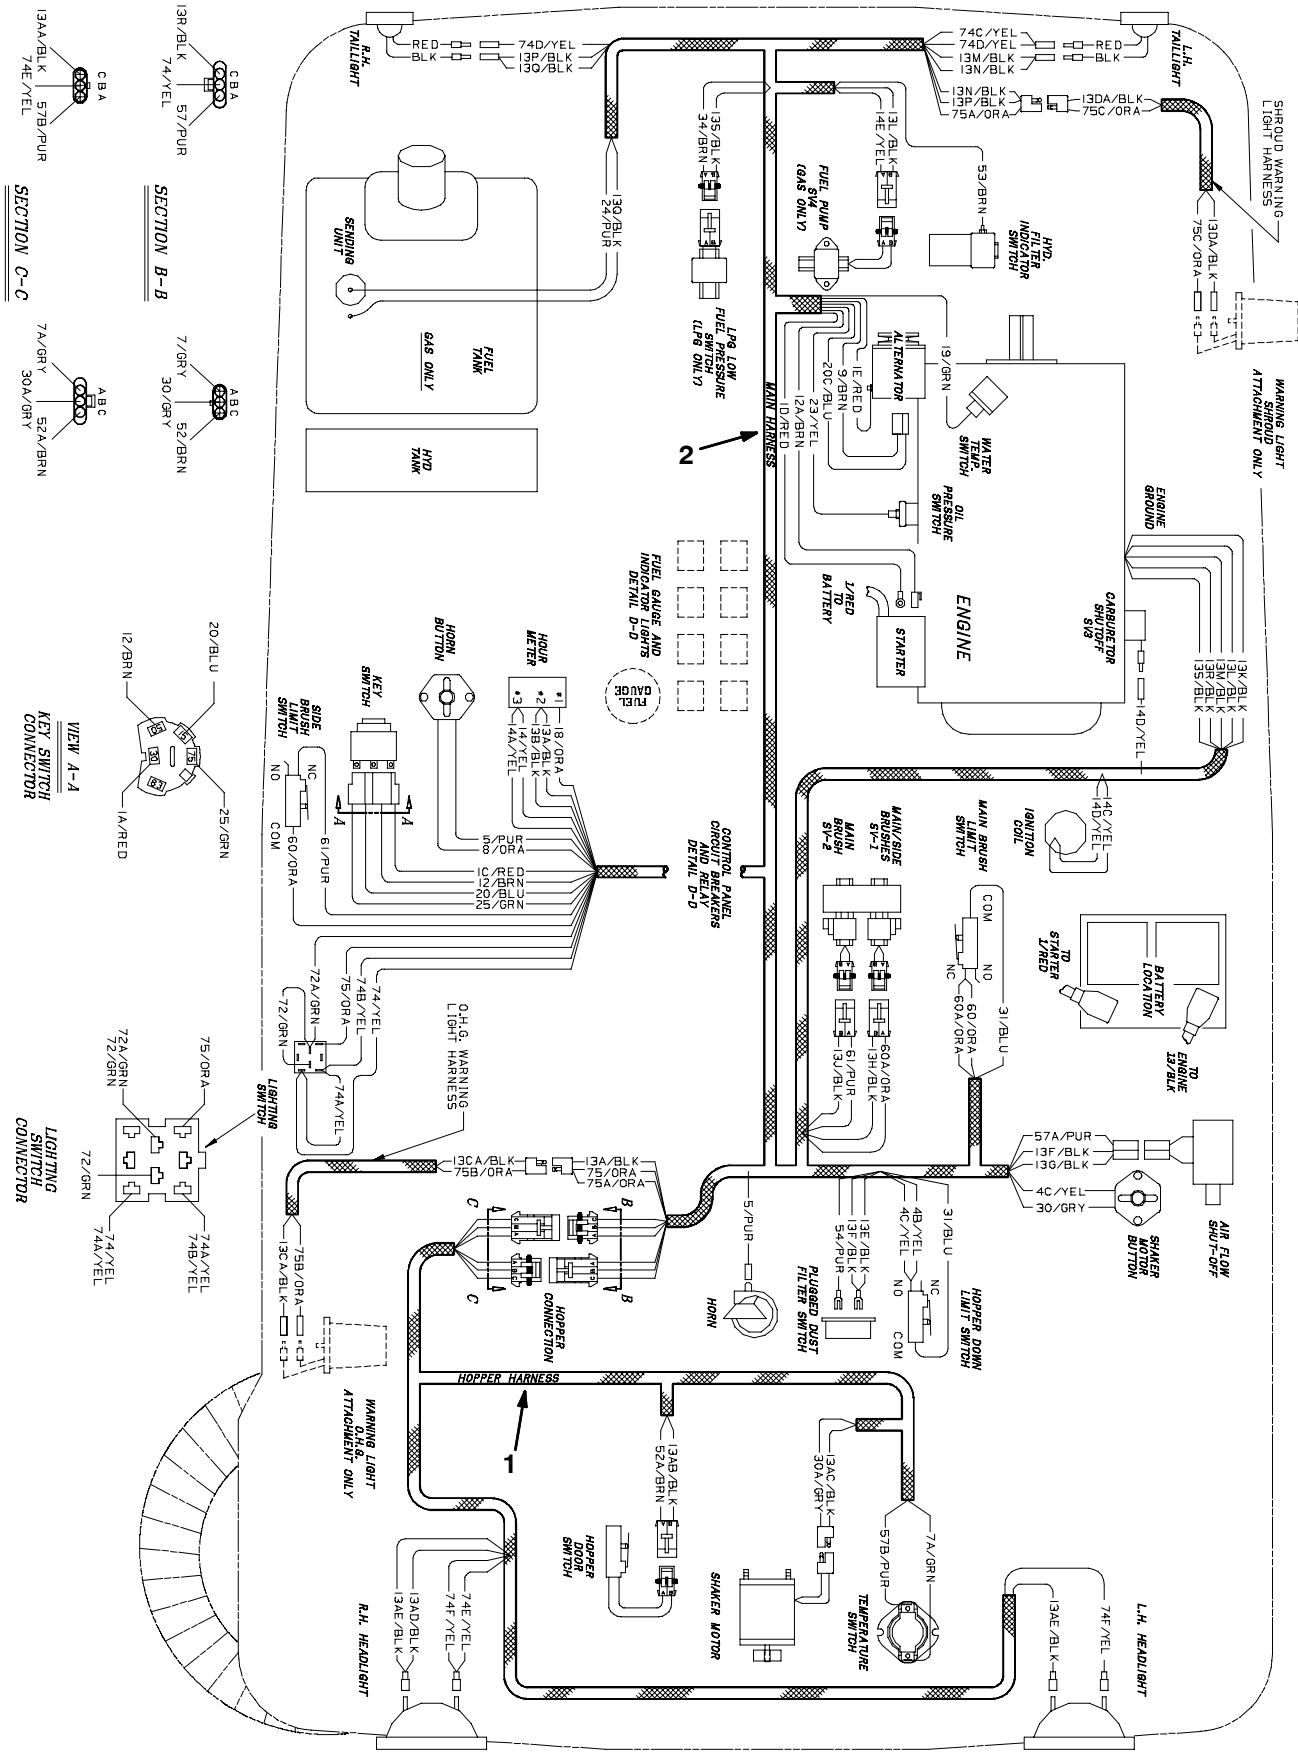 13R/BLK
74/YEL
57/PUR
C B A
13AA/BLK
74E/YEL
57B/PUR
C B A
SECTION B-B
SECTION C-C
7/GRY
30/GRY
52/BRN
A B C
7A/GRY
30A/GRY
52A/BRN
A B C
20/BLU
12/BRN
25/GRN
1A/RED
50
15
30
75
VIEW A-A
KEY SWITCH
CONNECTOR
75/ORA
72A/GRN
72/GRN
72/GRN
74/YEL
74A/YEL
74A/YEL
74B/YEL
LIGHTING
SWITCH
LIGHTING
SWITCH
CONNECTOR
R.H.
TAILIGHT
RED
BLK
74D/YEL
13P/BLK
13Q/BLK
74C/YEL
74D/YEL
13M/BLK
13N/BLK
RED
BLK
L.H.
TAILIGHT
13N/BLK
13P/BLK
75A/ORA
13DA/BLK
75C/ORA
SHROUD WARNING
LIGHT HARNESS
13DA/BLK
75C/ORA
WARNING LIGHT
SHROUD
ATTACHMENT ONLY
13S/BLK
34/BRN
13L/BLK
14E/YEL
53/BRN
FUEL PUMP
SV4
(GAS ONLY)
HYD.
FILTER
INDICATOR
SWITCH
13Q/BLK
24/PUR
SENDING
UNIT
FUEL
TANK
GAS ONLY
HYD
TANK
LPG LOW
FUEL PRESSURE
SWITCH
(LPG ONLY)
MAIN HARNESS
2
ALTERNATOR
19/GRN
1E/RED
9/BRN
20C/BLU
23/YEL
12A/BRN
1D/RED
WATER
TEMP.
SWITCH
OIL
PRESSURE
SWITCH
ENGINE
GROUND
ENGINE
1/RED
TO
BATTERY
STARTER
CARBURETOR
SHUTOFF
SV3
14D/YEL
13K/BLK
13L/BLK
13M/BLK
13R/BLK
13S/BLK
FUEL GAUGE AND
INDICATOR LIGHTS
DETAIL D-D
FUEL
GAUGE
HOUR
METER
#1
#2
#3
18/ORA
13A/BLK
13B/BLK
14/YEL
14A/YEL
HORN
BUTTON
5/PUR
8/ORA
KEY
SWITCH
A
A
1C/RED
12/BRN
20/BLU
25/GRN
SIDE
BRUSH
LIMIT
SWITCH
NC
NO
COM
61/PUR
60/ORA
CONTROL PANEL
CIRCUIT BREAKERS
AND RELAY
DETAIL D-D
14C/YEL
14D/YEL
IGNITION
COIL
MAIN BRUSH
LIMIT
SWITCH
COM
NO
NC
31/BLU
60/ORA
60A/ORA
MAIN/SIDE
BRUSHES
SV-1
MAIN
BRUSH
SV-2
60A/ORA
13H/BLK
61/PUR
13J/BLK
BATTERY
LOCATION
TO
STARTER
1/RED
TO
ENGINE
13/BLK
72A/GRN
75/ORA
74B/YEL
74/YEL
72/GRN
74A/YEL
O.H.G. WARNING
LIGHT HARNESS
13CA/BLK
75B/ORA
13A/BLK
75/ORA
75A/ORA
57A/PUR
13F/BLK
13G/BLK
4C/YEL
30/GRY
AIR FLOW
SHUT-OFF
SHAKER
MOTOR
BUTTON
5/PUR
HORN
31/BLU
4B/YEL
4C/YEL
13E/BLK
13F/BLK
54/PUR
PLUGGED DUST
FILTER SWITCH
NC
NO
COM
HOPPER DOWN
LIMIT SWITCH
B
B
C
C
HOPPER
CONNECTION
75B/ORA
13CA/BLK
WARNING LIGHT
O.H.G.
ATTACHMENT ONLY
HOPPER HARNESS
1
13AB/BLK
52A/BRN
HOPPER
DOOR
SWITCH
13AC/BLK
30A/GRY
SHAKER MOTOR
7A/GRN
57B/PUR
TEMPERATURE
SWITCH
74E/YEL
74F/YEL
13AD/BLK
13AE/BLK
R.H. HEADLIGHT
74F/YEL
13AE/BLK
L.H. HEADLIGHT